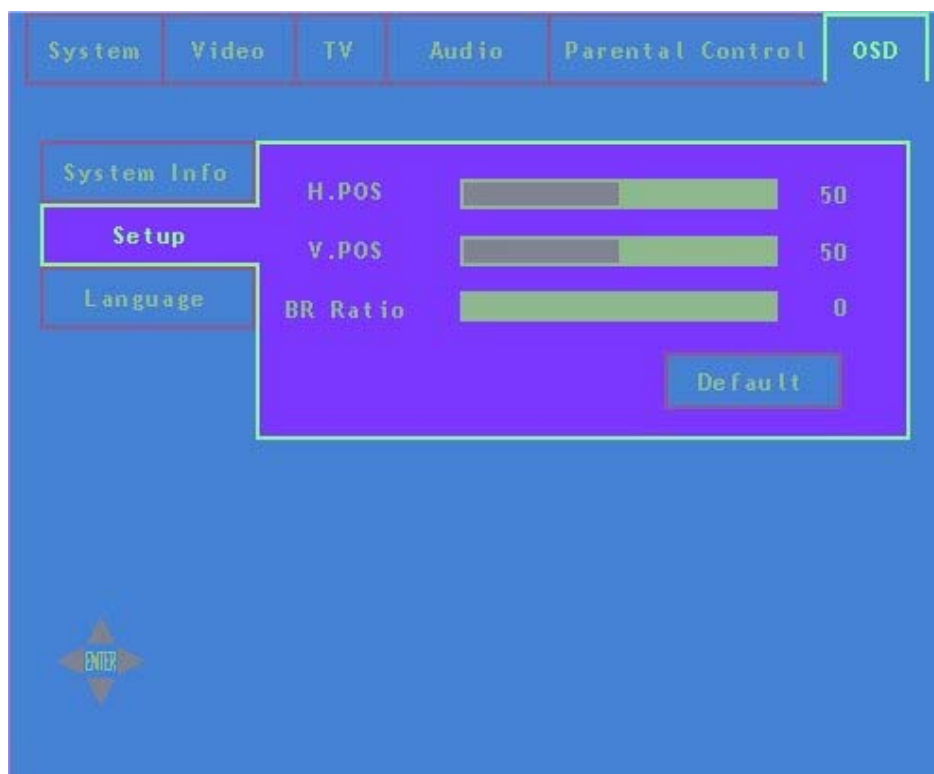 System Video TV Audio Parental Control OSD
System Info
Setup
Language
H.POS 50
V.POS 50
BR Ratio 0
Default
ENTER